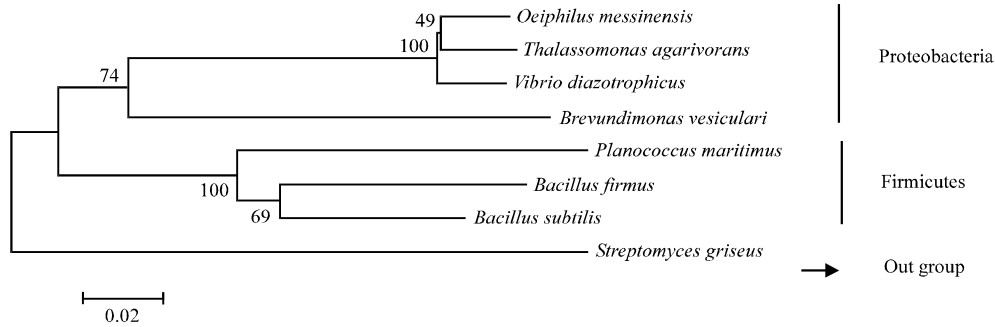 49
Oeiphilus messinensis
100
Thalassomonas agarivorans
Proteobacteria
74
Vibrio diazotrophicus
Brevundimonas vesiculari
Planococcus maritimus
100
Bacillus firmus
Firmicutes
69
Bacillus subtilis
Streptomyces griseus
Out group
0.02